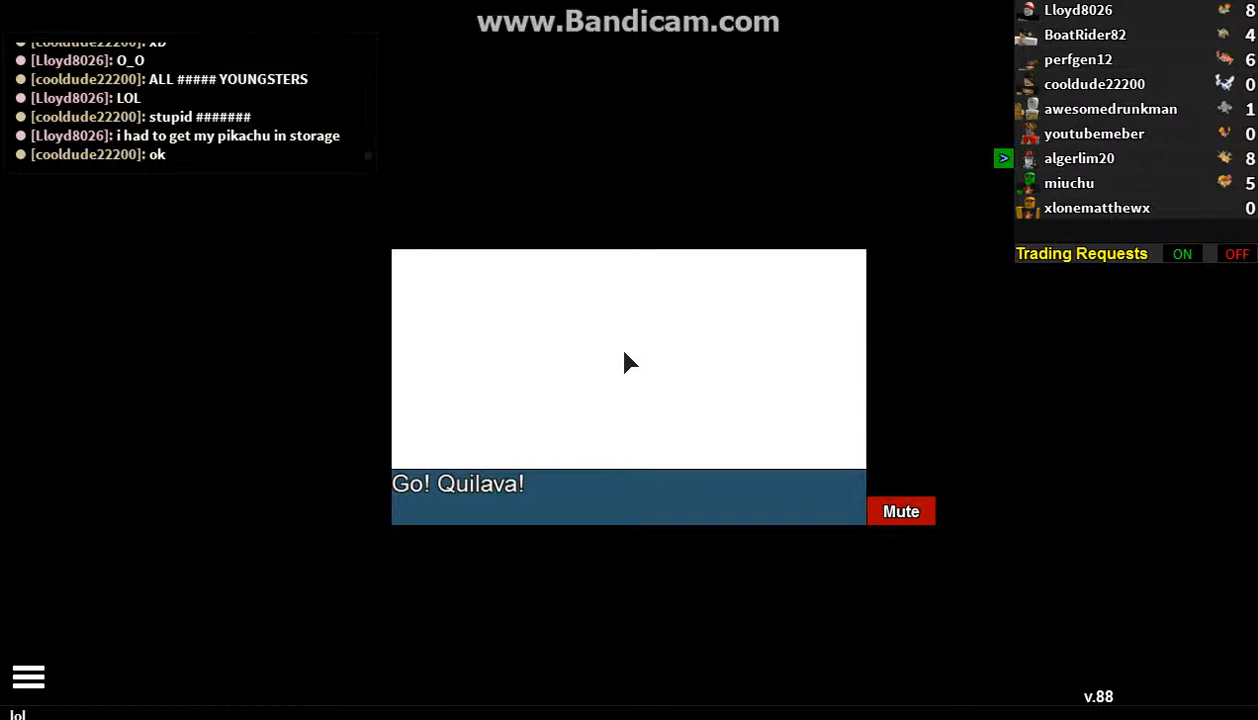 www.Bandicam.com
[cooldude22200]: xD
[Lloyd8026]: O_O
[cooldude22200]: ALL ##### YOUNGSTERS
[Lloyd8026]: LOL
[cooldude22200]: stupid #######
[Lloyd8026]: i had to get my pikachu in storage
[cooldude22200]: ok
Lloyd8026 8
BoatRider82 4
perfgen12 6
cooldude22200 0
awesomedrunkman 1
youtubemeber 0
> algerlim20 8
miuchu 5
xlonematthewx 0
Trading Requests ON OFF
Go! Quilava!
Mute
v.88
lol